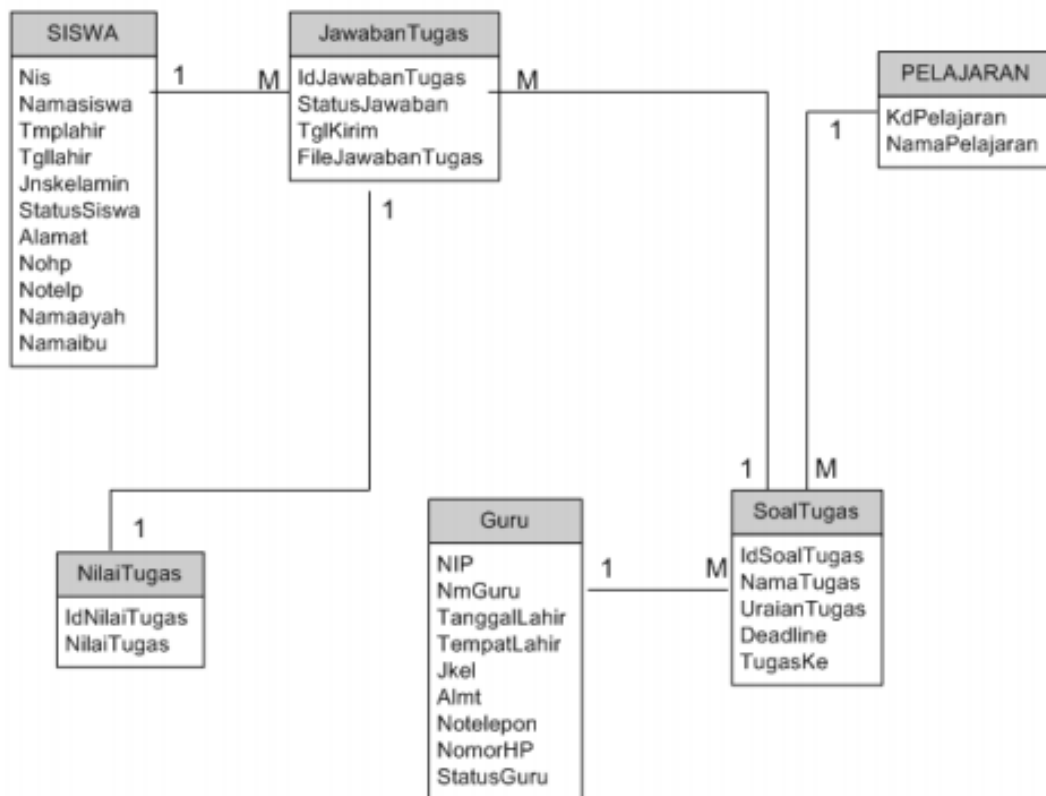 SISWA
Nis
Namasiswa
Tmplahir
Tgllahir
Jnskelamin
StatusSiswa
Alamat
Nohp
Notelp
Namaayah
Namaibu
1
M
JawabanTugas
IdJawabanTugas
StatusJawaban
TglKirim
FileJawabanTugas
M
1
PELAJARAN
KdPelajaran
NamaPelajaran
1
1
M
1
NilaiTugas
IdNilaiTugas
NilaiTugas
Guru
NIP
NmGuru
TanggalLahir
TempatLahir
Jkel
Almt
Notelepon
NomorHP
StatusGuru
1
M
SoalTugas
IdSoalTugas
NamaTugas
UraianTugas
Deadline
TugasKe